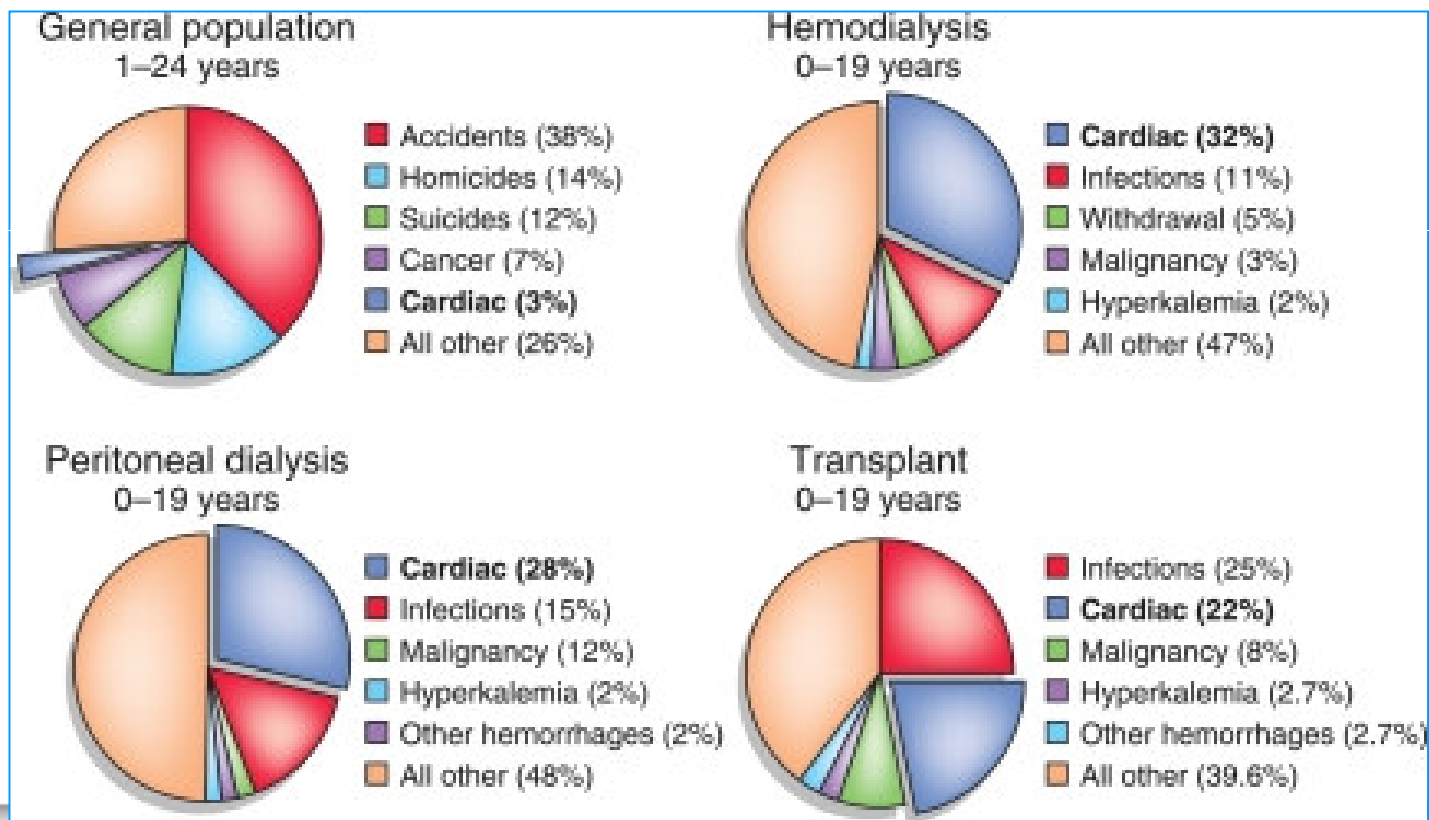 General population
1–24 years
Accidents (38%)
Homicides (14%)
Suicides (12%)
Cancer (7%)
Cardiac (3%)
All other (26%)
Hemodialysis
0–19 years
Cardiac (32%)
Infections (11%)
Withdrawal (5%)
Malignancy (3%)
Hyperkalemia (2%)
All other (47%)
Peritoneal dialysis
0–19 years
Cardiac (28%)
Infections (15%)
Malignancy (12%)
Hyperkalemia (2%)
Other hemorrhages (2%)
All other (48%)
Transplant
0–19 years
Infections (25%)
Cardiac (22%)
Malignancy (8%)
Hyperkalemia (2.7%)
Other hemorrhages (2.7%)
All other (39.6%)